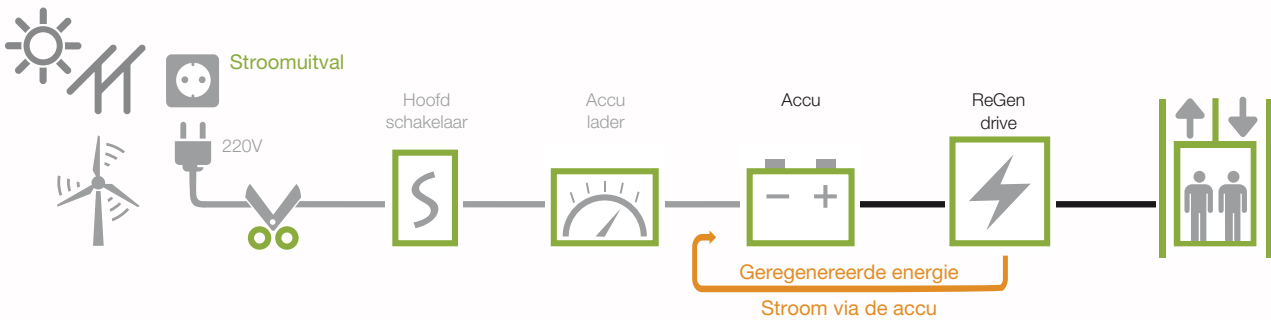 Stroomuitval
220V
Hoofd
schakelaar
Accu
lader
Accu
ReGen
drive
Geregenereerde energie
Stroom via de accu